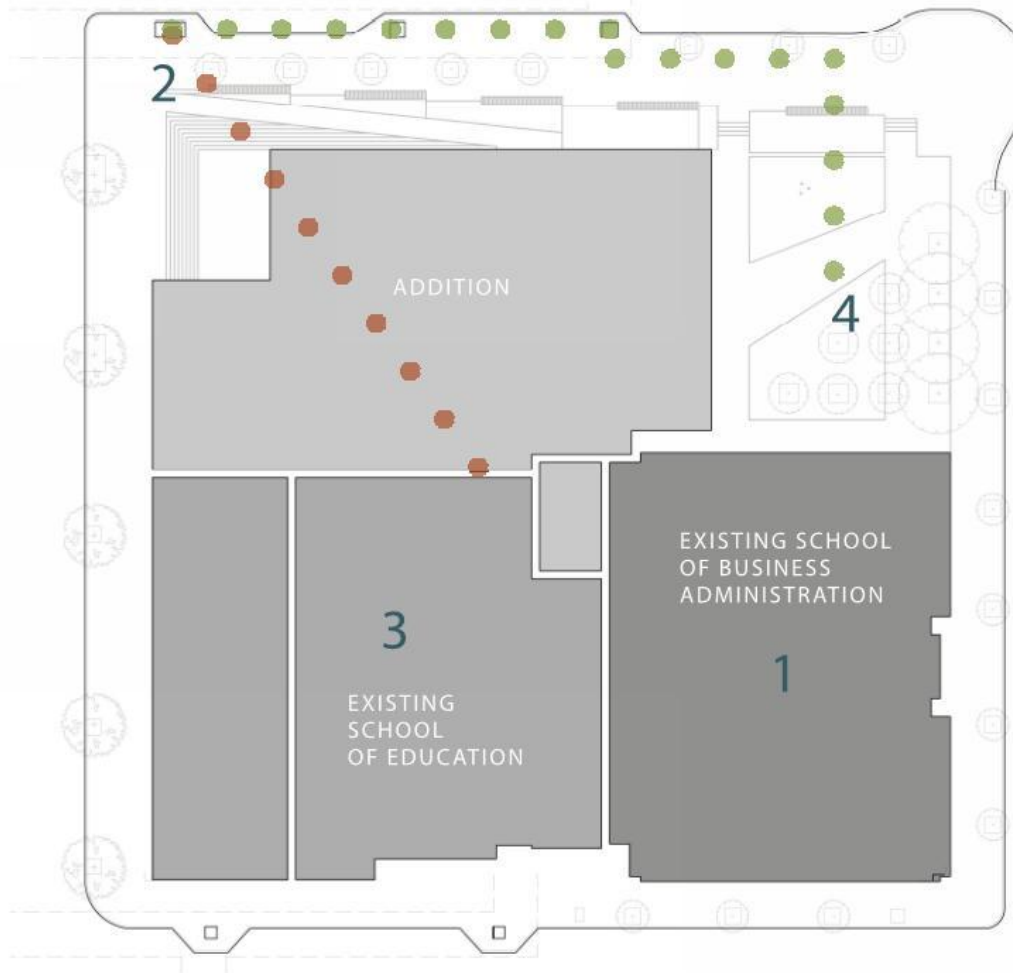 2
ADDITION
4
EXISTING SCHOOL
OF BUSINESS
ADMINISTRATION
3
1
EXISTING
SCHOOL
OF EDUCATION